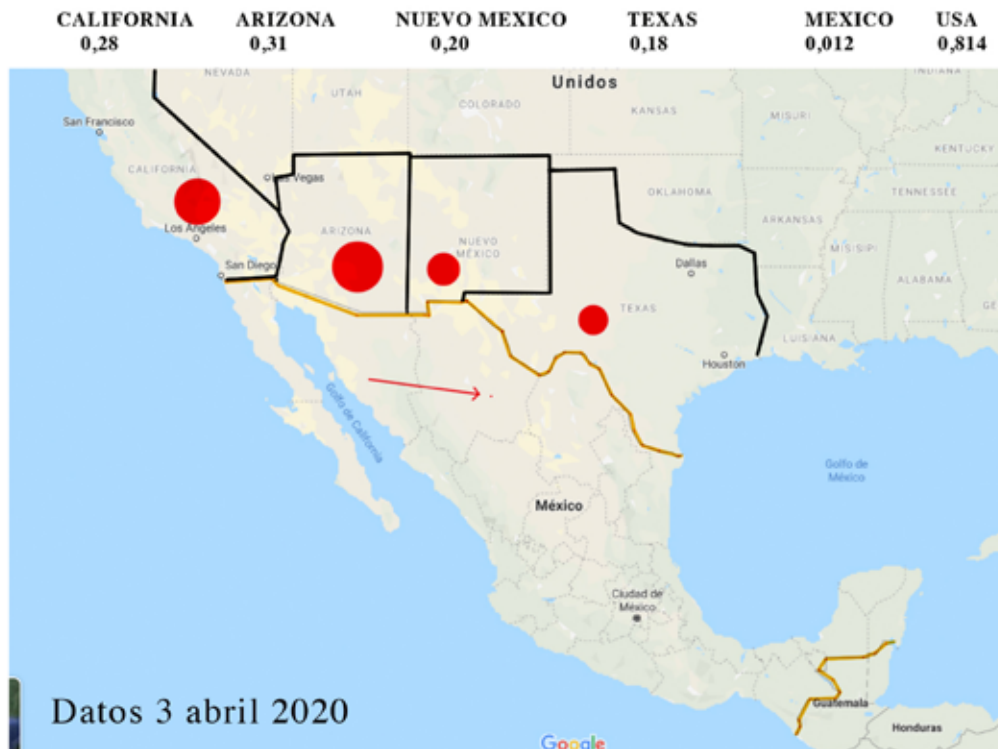 CALIFORNIA ARIZONA NUEVO MEXICO TEXAS MEXICO USA
0,28 0,31 0,20 0,18 0,012 0,814
NEVADA
Unidos
INDIANA
UTAH
COLORADO
KANSAS
MISURI
San Francisco
KENTUCKY
CALIFORNIA
Las Vegas
OKLAHOMA
TENNESSEE
ARKANSAS
Los Angeles
ARIZONA
NUEVO
MÉXICO
MISISIPI
San Diego
Dallas
ALABAMA
TEXAS
LUISIANA
Houston
Golfo de California
Golfo de
México
México
Ciudad de
México
Guatemala
Datos 3 abril 2020
Honduras
Google